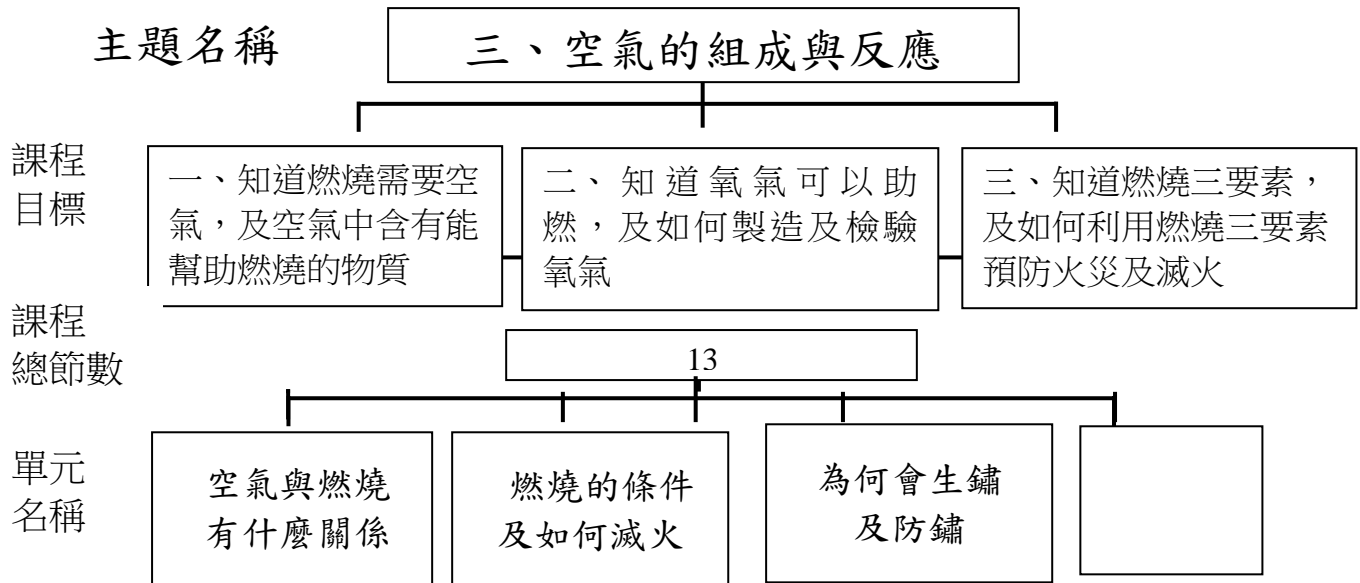 主題名稱
三、空氣的組成與反應
課程
目標
一、知道燃燒需要空
氣，及空氣中含有能
幫助燃燒的物質
二、知道氧氣可以助
燃，及如何製造及檢驗
氧氣
三、知道燃燒三要素，
及如何利用燃燒三要素
預防火災及滅火
課程
總節數
13
單元
名稱
空氣與燃燒
有什麼關係
燃燒的條件
及如何滅火
為何會生鏽
及防鏽